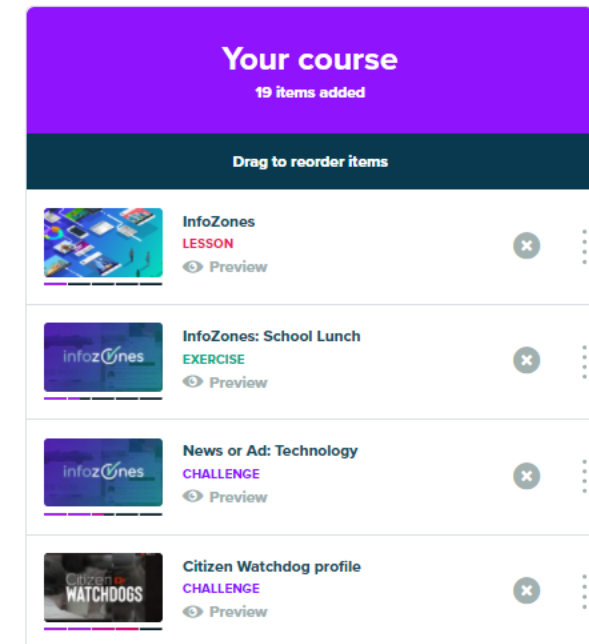 Your course
19 items added
Drag to reorder items
InfoZones
LESSON
Preview
infozones
InfoZones: School Lunch
EXERCISE
Preview
infozones
News or Ad: Technology
CHALLENGE
Preview
Citizen
WATCHDOGS
Citizen Watchdog profile
CHALLENGE
Preview